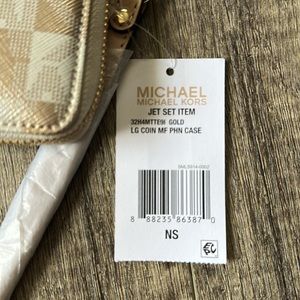 MICHAEL
MICHAEL KORS
JET SET ITEM
32H4MTTE9I GOLD
LG COIN MF PHN CASE
8 88235 86387 0
NS